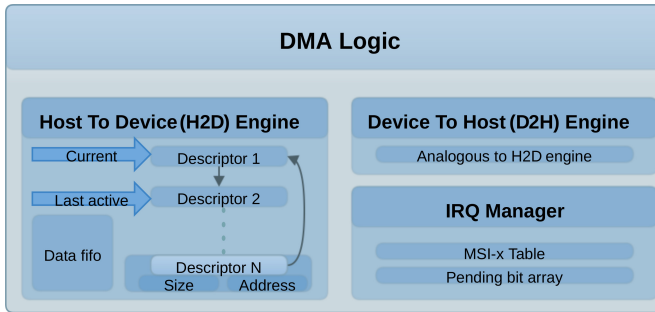 DMA Logic
Host To Device(H2D) Engine
Current
Descriptor 1
Last active
Descriptor 2
Data fifo
Descriptor N
Size
Address
Device To Host (D2H) Engine
Analogous to H2D engine
IRQ Manager
MSI-x Table
Pending bit array